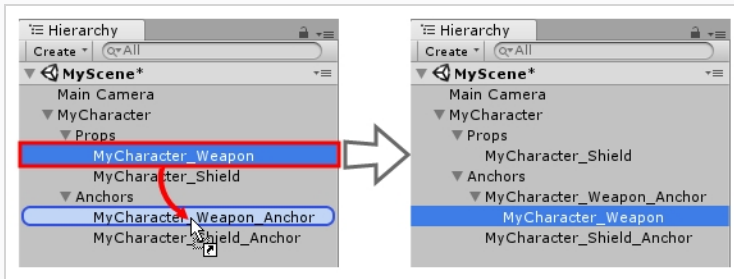 Hierarchy
Create All
MyScene*
Main Camera
MyCharacter
Props
MyCharacter_Weapon
MyCharacter_Shield
Anchors
MyCharacter_Weapon_Anchor
MyCharacter_Shield_Anchor
Hierarchy
Create All
MyScene*
Main Camera
MyCharacter
Props
MyCharacter_Shield
Anchors
MyCharacter_Weapon_Anchor
MyCharacter_Weapon
MyCharacter_Shield_Anchor